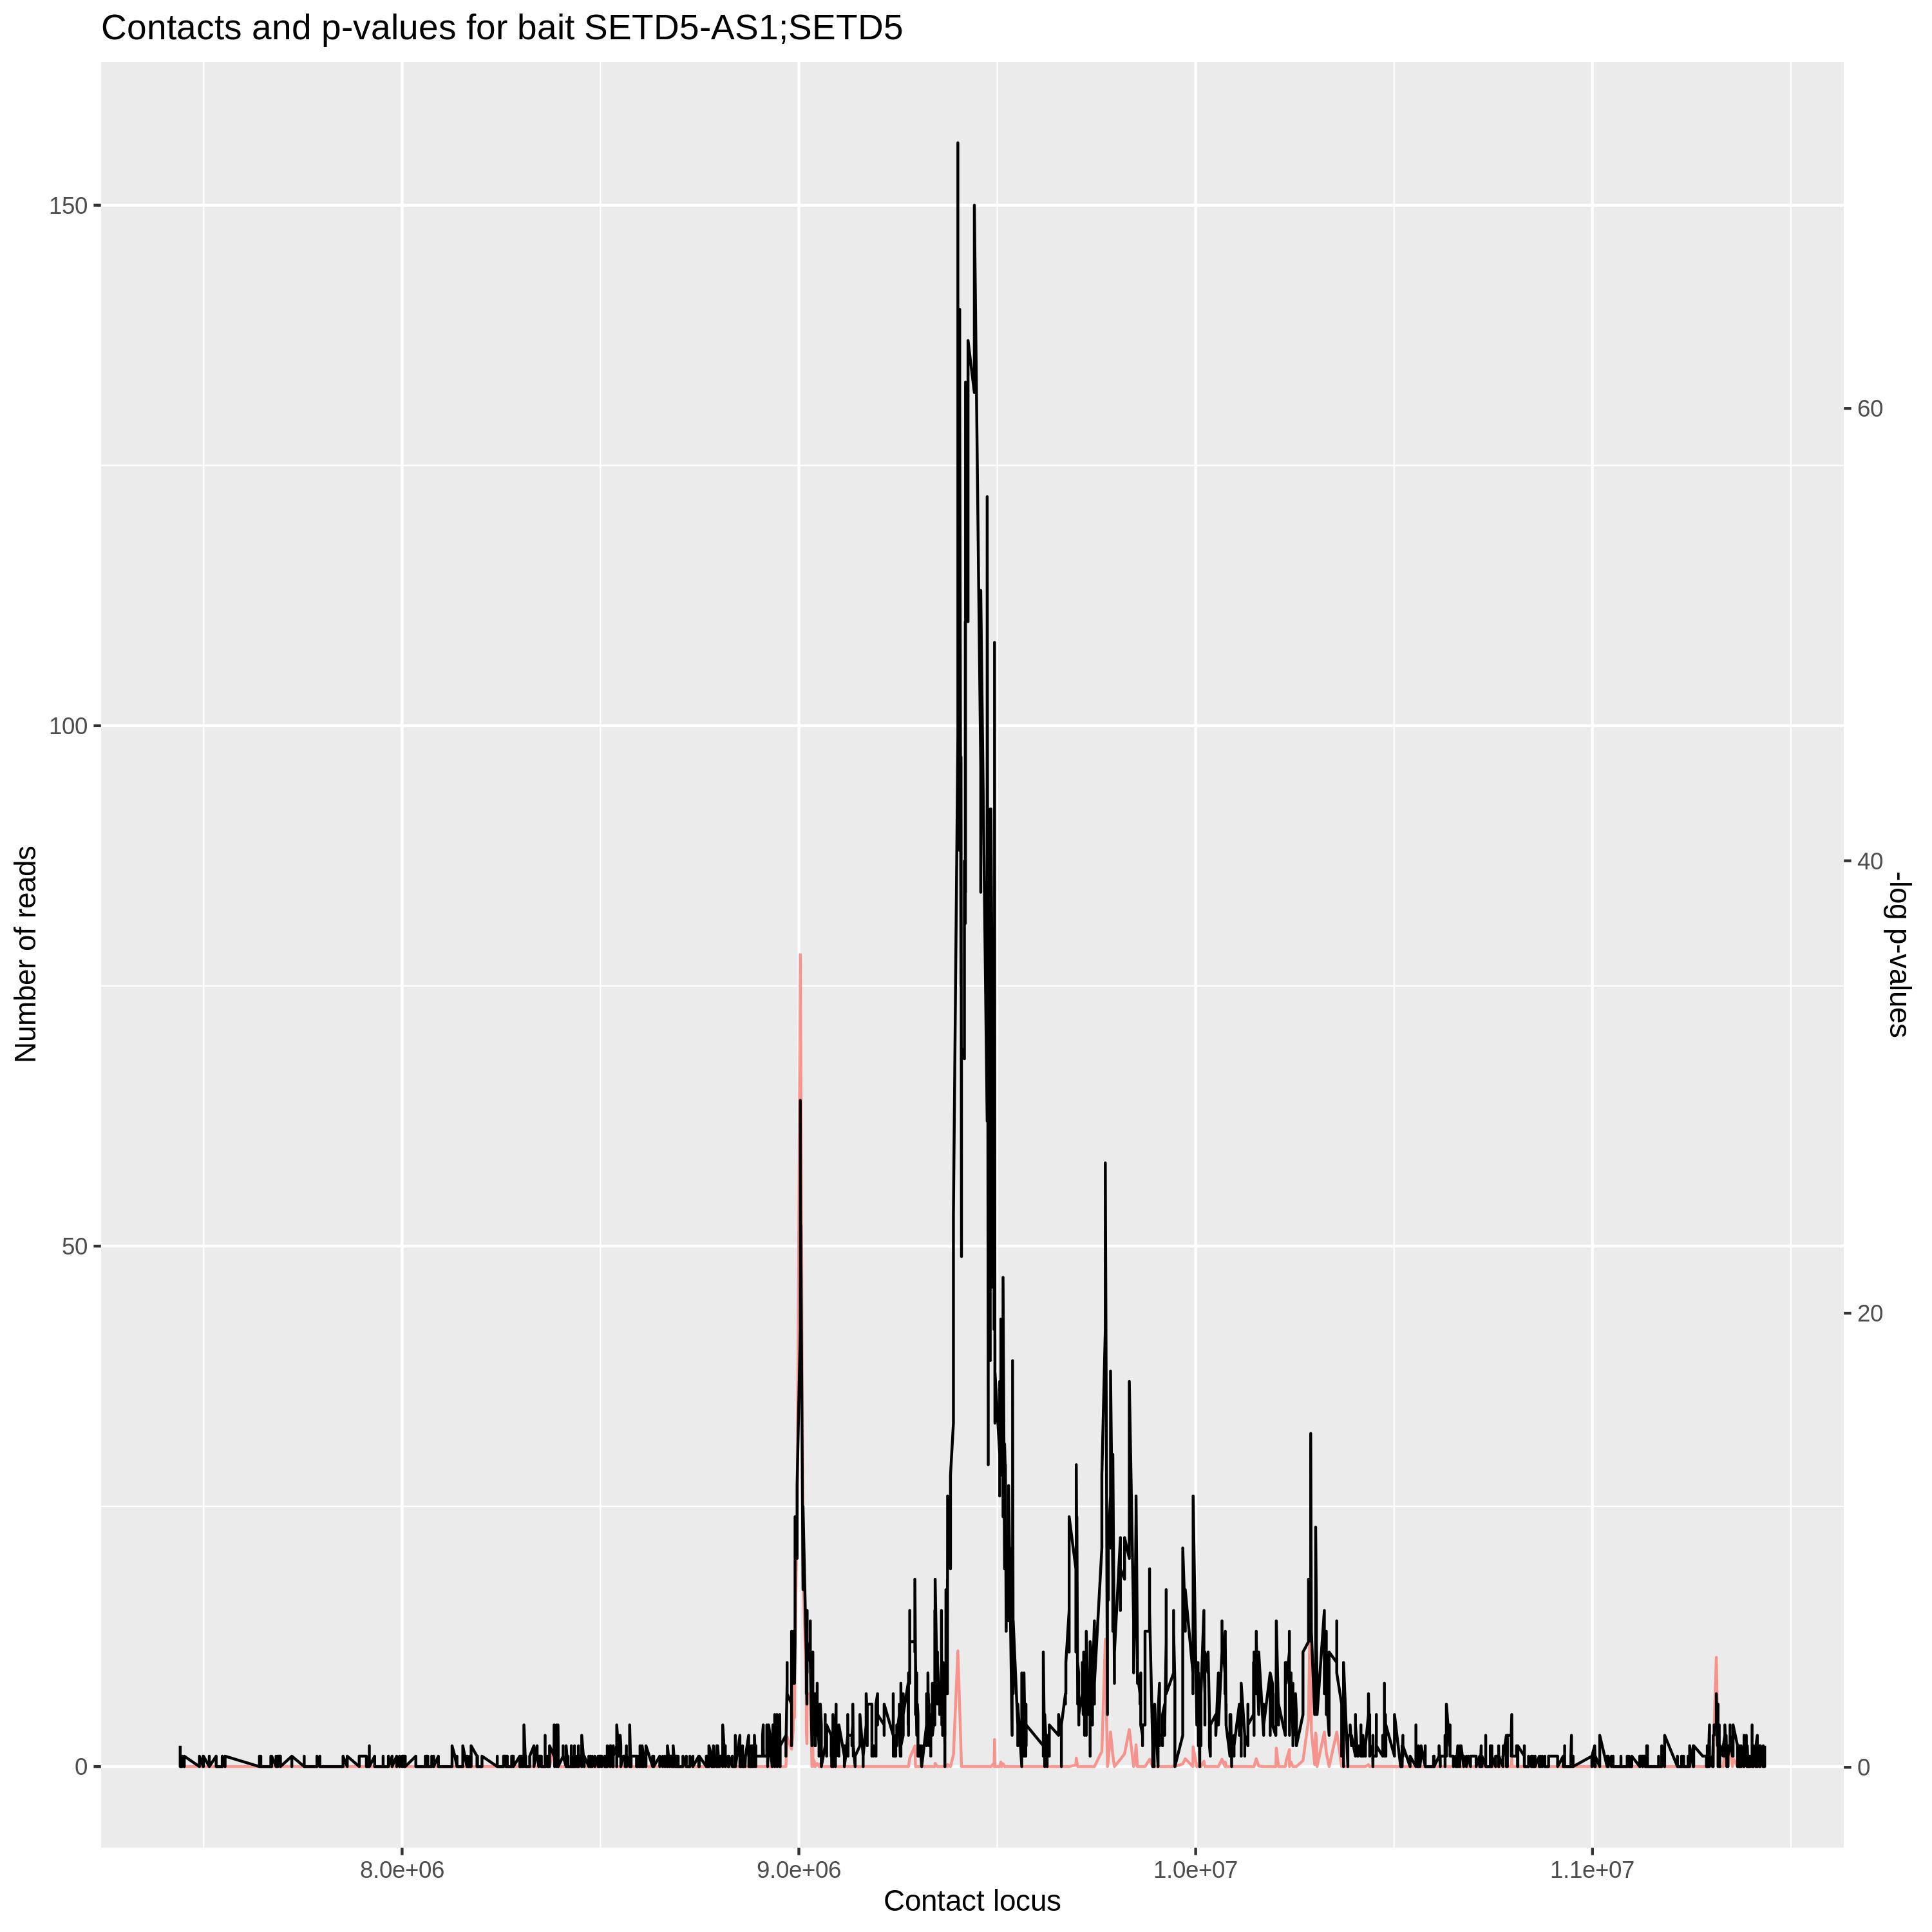 Contacts and p-values for bait SETD5-AS1;SETD5
150
100
50
0
Number of reads
60
40
20
0
-log p-values
8.0e+06
9.0e+06
1.0e+07
1.1e+07
Contact locus